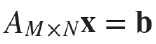 A_{M×N}x = b